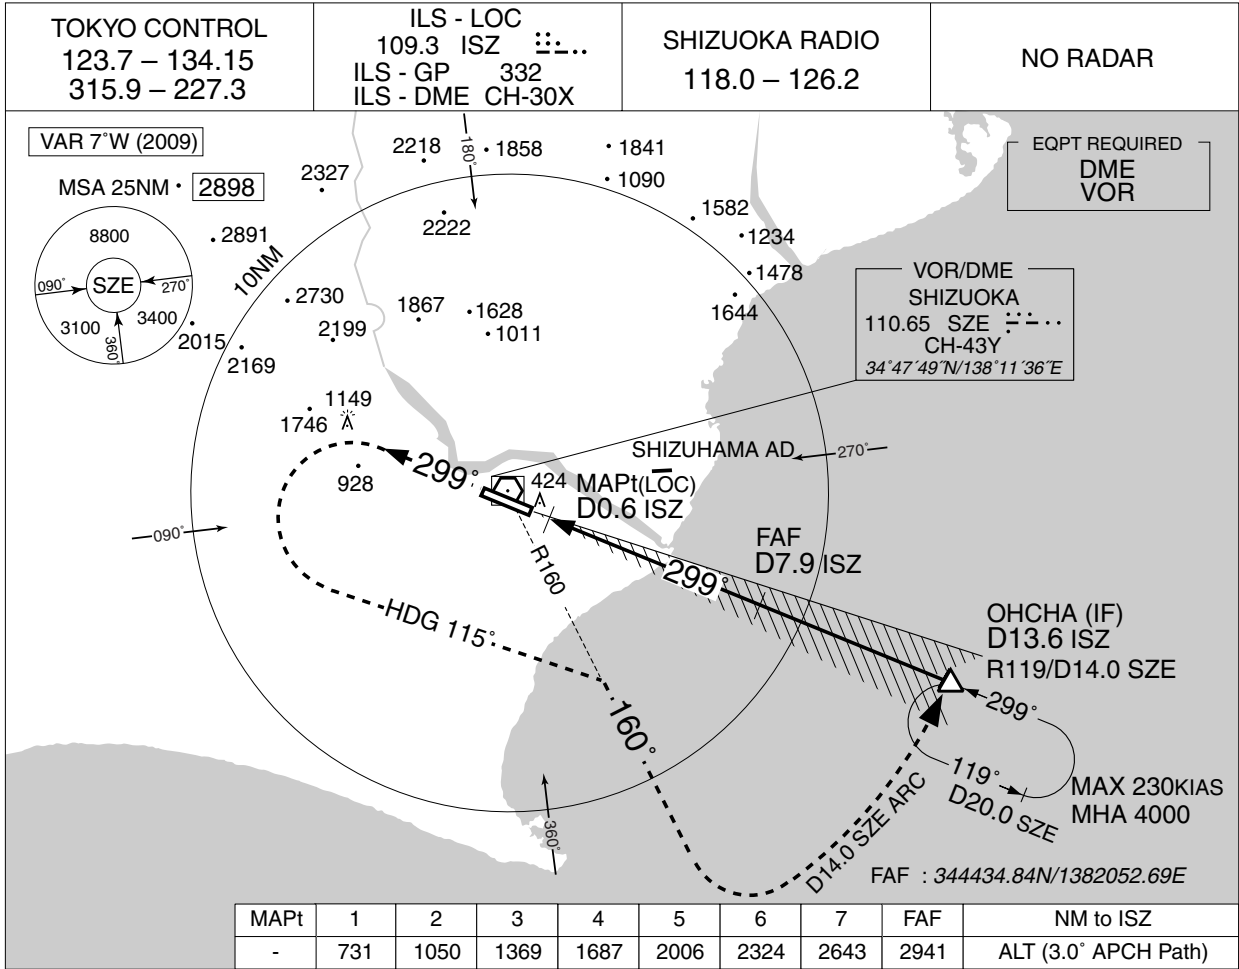 TOKYO CONTROL
123.7 – 134.15
315.9 – 227.3
ILS - LOC
109.3 ISZ
ILS - GP 332
ILS - DME CH-30X
SHIZUOKA RADIO
118.0 – 126.2
NO RADAR
VAR 7˚W (2009)
MSA 25NM
2898
8800
SZE
090˚
270˚
3100
3400
360˚
EQPT REQUIRED
DME
VOR
180˚
2218
1858
1841
1090
2327
2222
1582
1234
2891
10NM
1478
2730
1867
1628
1644
2015
2199
1011
2169
VOR/DME
SHIZUOKA
110.65 SZE
CH-43Y
34˚47´49˝N/138˚11´36˝E
1149
1746
928
299˚
SHIZUHAMA AD
270˚
424
MAPt(LOC)
D0.6 ISZ
090˚
FAF
D7.9 ISZ
R160
299˚
HDG 115˚
OHCHA (IF)
D13.6 ISZ
R119/D14.0 SZE
299˚
160˚
119˚
D20.0 SZE
MAX 230KIAS
MHA 4000
D14.0 SZE ARC
360˚
FAF : 344434.84N/1382052.69E
MAPt 1 2 3 4 5 6 7 FAF NM to ISZ
- 731 1050 1369 1687 2006 2324 2643 2941 ALT (3.0˚ APCH Path)